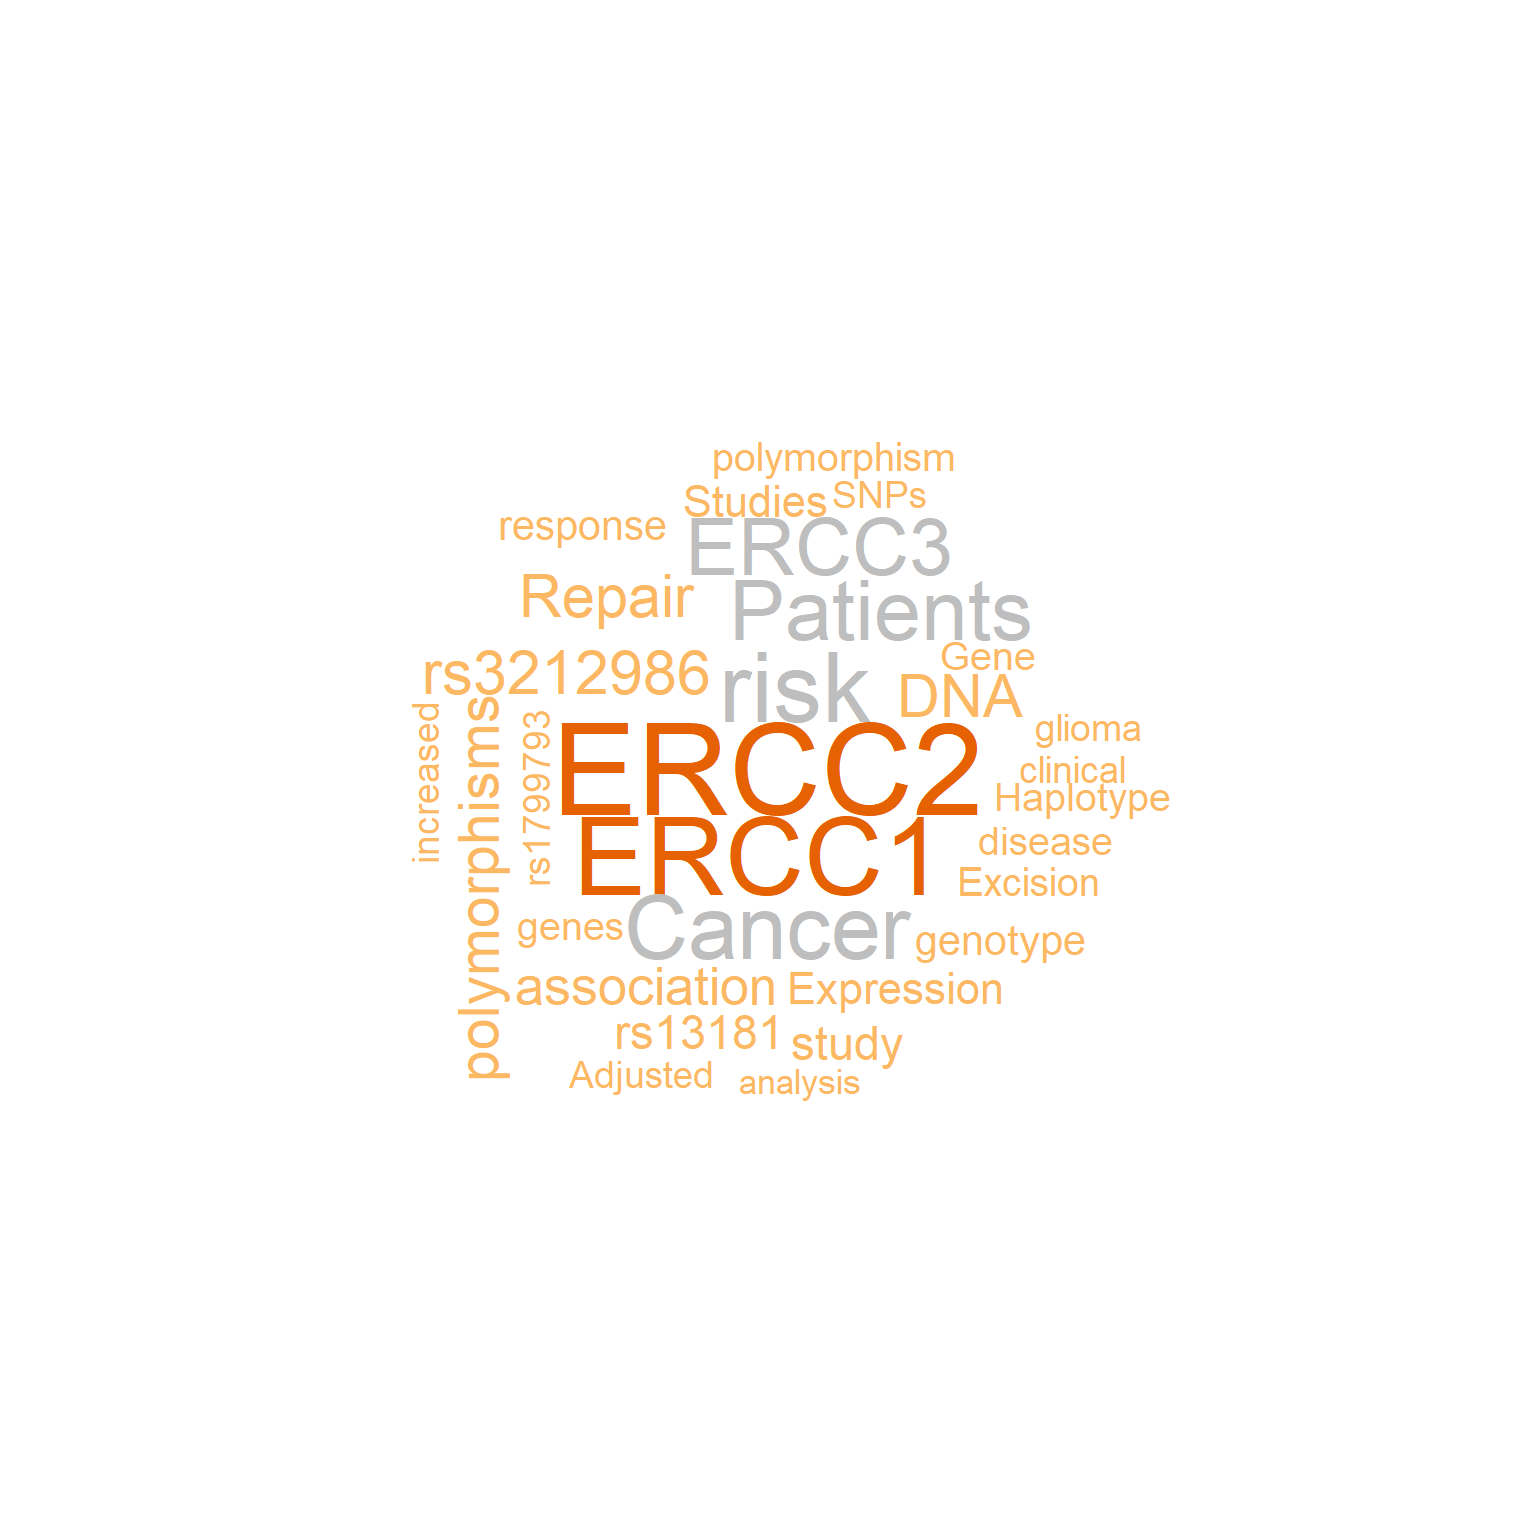 polymorphism
Studies SNPs
response ERCC3
Repair Patients
rs3212986 risk Gene
DNA
increased polymorphisms rs1799793 ERCC2 glioma
clinical
Haplotype
ERCC1 disease
Excision
genes Cancer genotype
association Expression
rs13181 study
Adjusted analysis